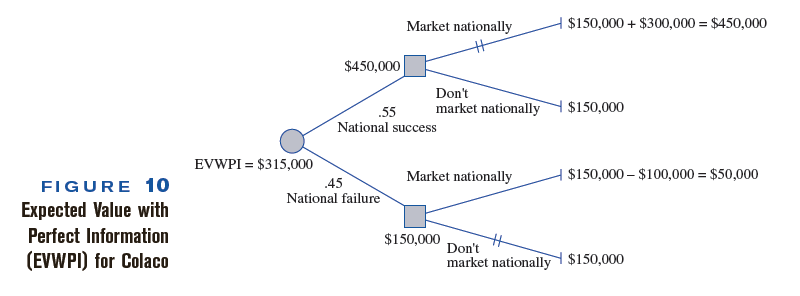 Market nationally
$150,000 + $300,000 = $450,000
$450,000
Don't
market nationally
$150,000
.55
National success
EVWPI = $315,000
.45
National failure
Market nationally
$150,000 – $100,000 = $50,000
$150,000
Don't
market nationally
$150,000
FIGURE 10
Expected Value with
Perfect Information
(EVWPI) for Colaco